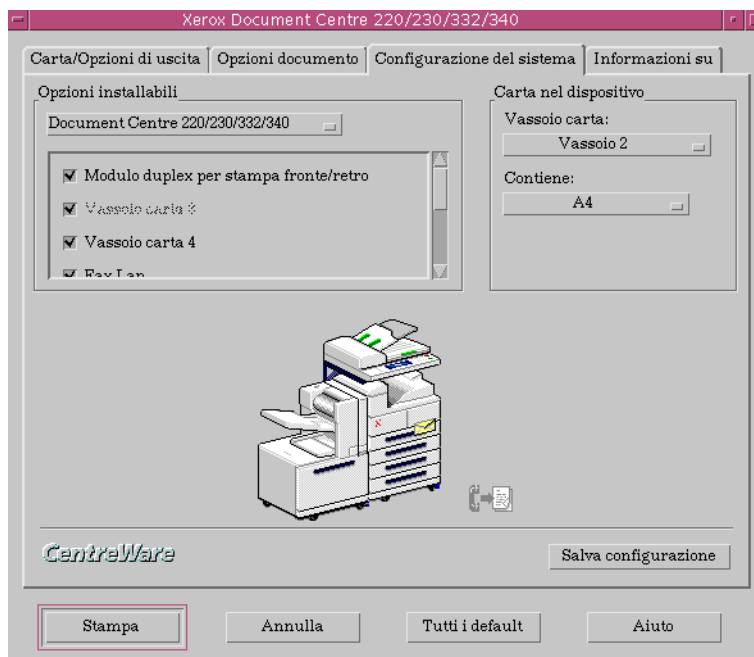 Xerox Document Centre 220/230/332/340
Carta/Opzioni di uscita Opzioni documento Configurazione del sistema Informazioni su
Opzioni installabili
Document Centre 220/230/332/340
Modulo duplex per stampa fronte/retro
Vassoio carta 3
Vassoio carta 4
Fax Lan
Carta nel dispositivo
Vassoio carta:
Vassoio 2
Contiene:
A4
CentreWare
Salva configurazione
Stampa Annulla Tutti i default Aiuto